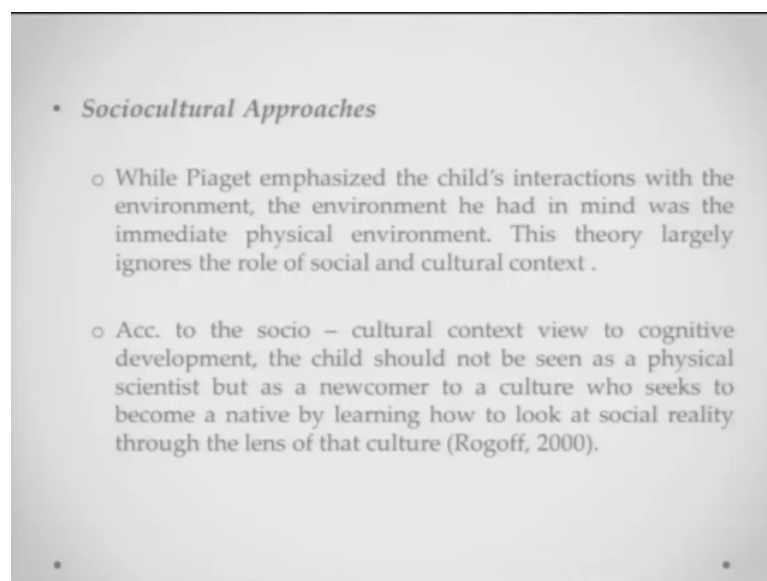 • Sociocultural Approaches
o While Piaget emphasized the child's interactions with the
environment, the environment he had in mind was the
immediate physical environment. This theory largely
ignores the role of social and cultural context .
o Acc. to the socio – cultural context view to cognitive
development, the child should not be seen as a physical
scientist but as a newcomer to a culture who seeks to
become a native by learning how to look at social reality
through the lens of that culture (Rogoff, 2000).